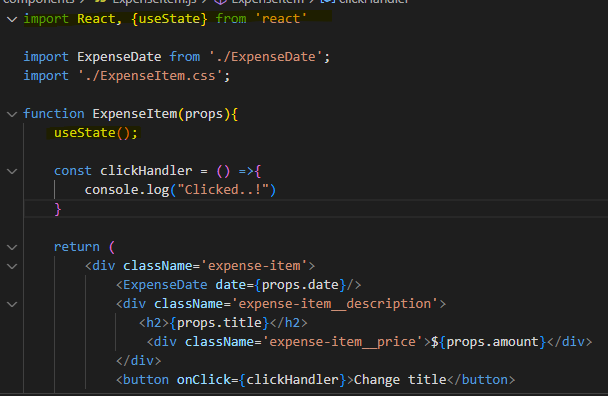 components > ExpenseItem.js > ExpenseItem > clickHandler
import React, {useState} from 'react'
import ExpenseDate from './ExpenseDate';
import './ExpenseItem.css';
function ExpenseItem(props){
useState();
const clickHandler = () =>{
console.log("Clicked..!")
}
return (
<div className='expense-item'>
<ExpenseDate date={props.date}/>
<div className='expense-item__description'>
<h2>{props.title}</h2>
<div className='expense-item__price'>${props.amount}</div>
</div>
<button onClick={clickHandler}>Change title</button>